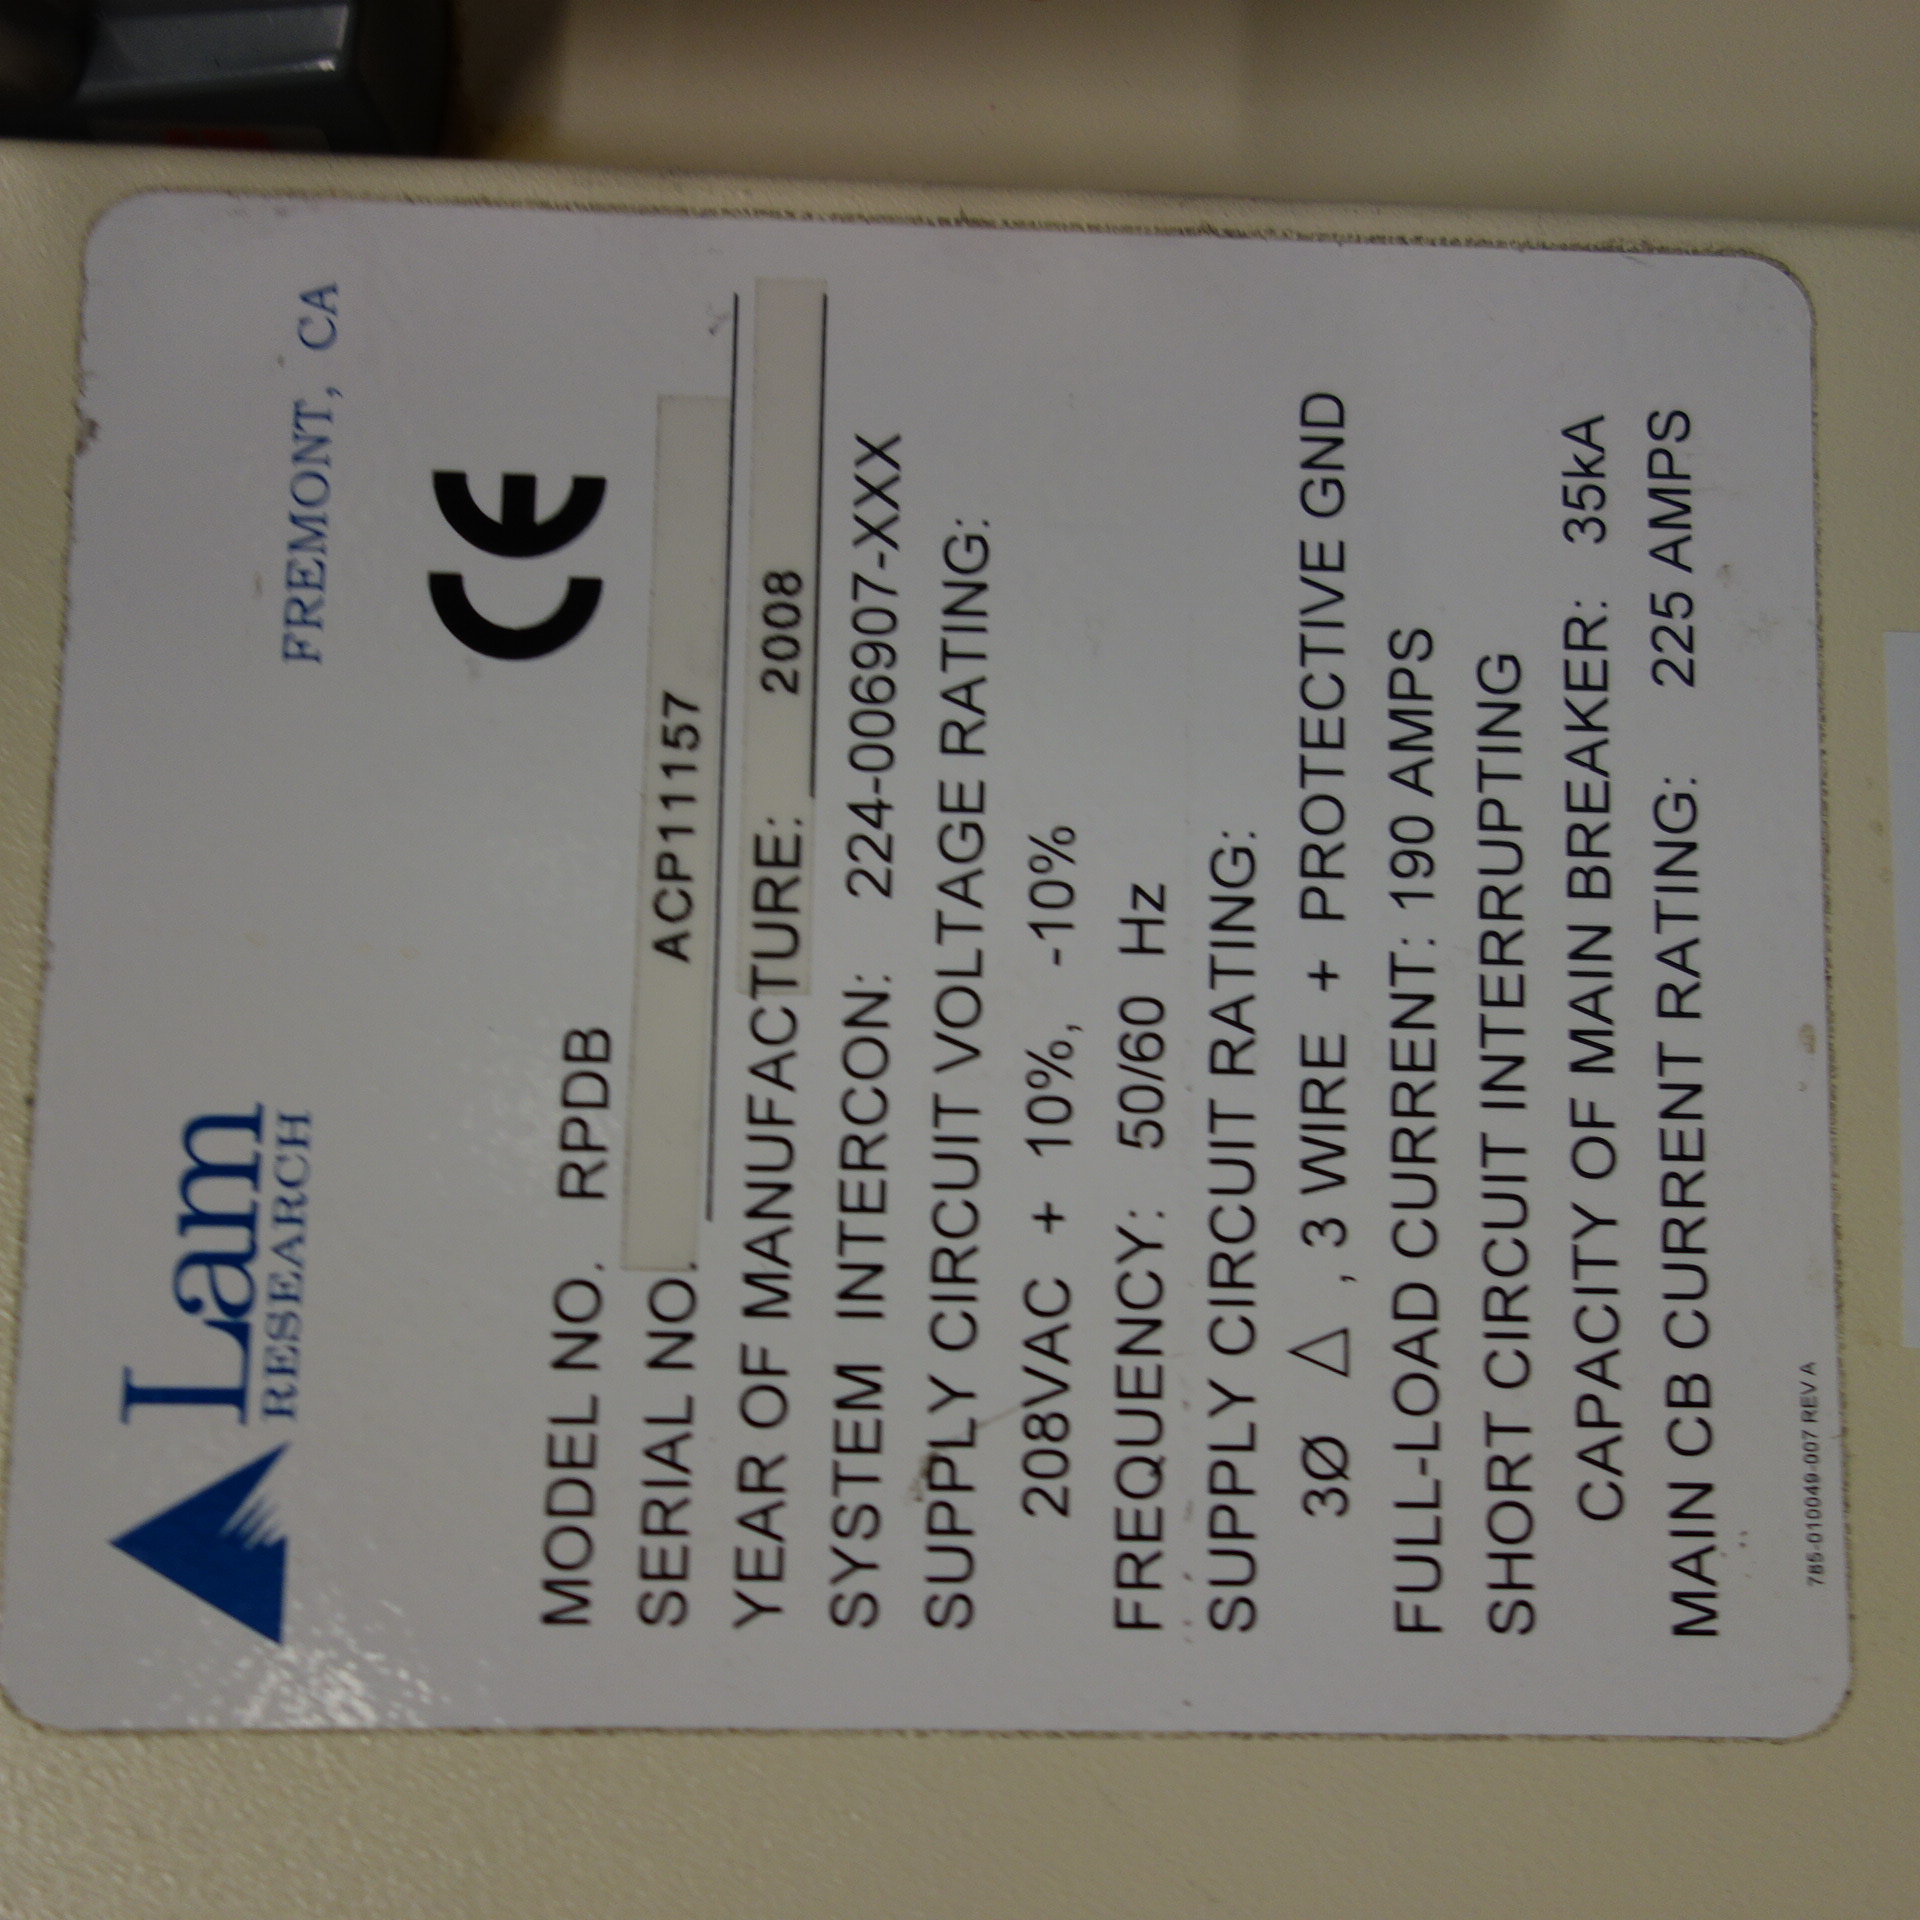 Lam
RESEARCH
FREMONT, CA
CE
MODEL NO. RPDB
SERIAL NO. ACP11157
YEAR OF MANUFACTURE: 2008
SYSTEM INTERCON: 224-006907-XXX
SUPPLY CIRCUIT VOLTAGE RATING:
208VAC + 10%, -10%
FREQUENCY: 50/60 Hz
SUPPLY CIRCUIT RATING:
3Ø △ , 3 WIRE + PROTECTIVE GND
FULL-LOAD CURRENT: 190 AMPS
SHORT CIRCUIT INTERRUPTING
CAPACITY OF MAIN BREAKER: 35kA
MAIN CB CURRENT RATING: 225 AMPS
785-010049-007 REV A